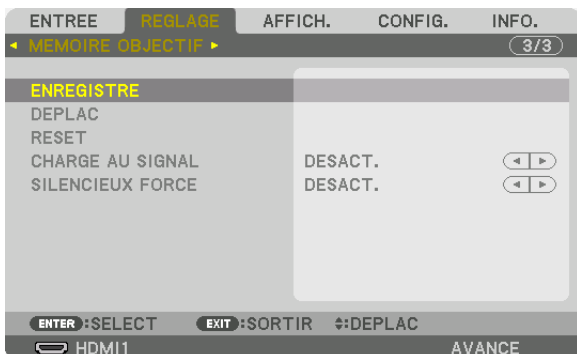 ENTREE REGLAGE AFFICH. CONFIG. INFO.
MEMOIRE OBJECTIF 3/3
ENREGISTRE
DEPLAC
RESET
CHARGE AU SIGNAL DESACT.
SILENCIEUX FORCE DESACT.
ENTER :SELECT EXIT :SORTIR :DEPLAC
HDMI1 AVANCE